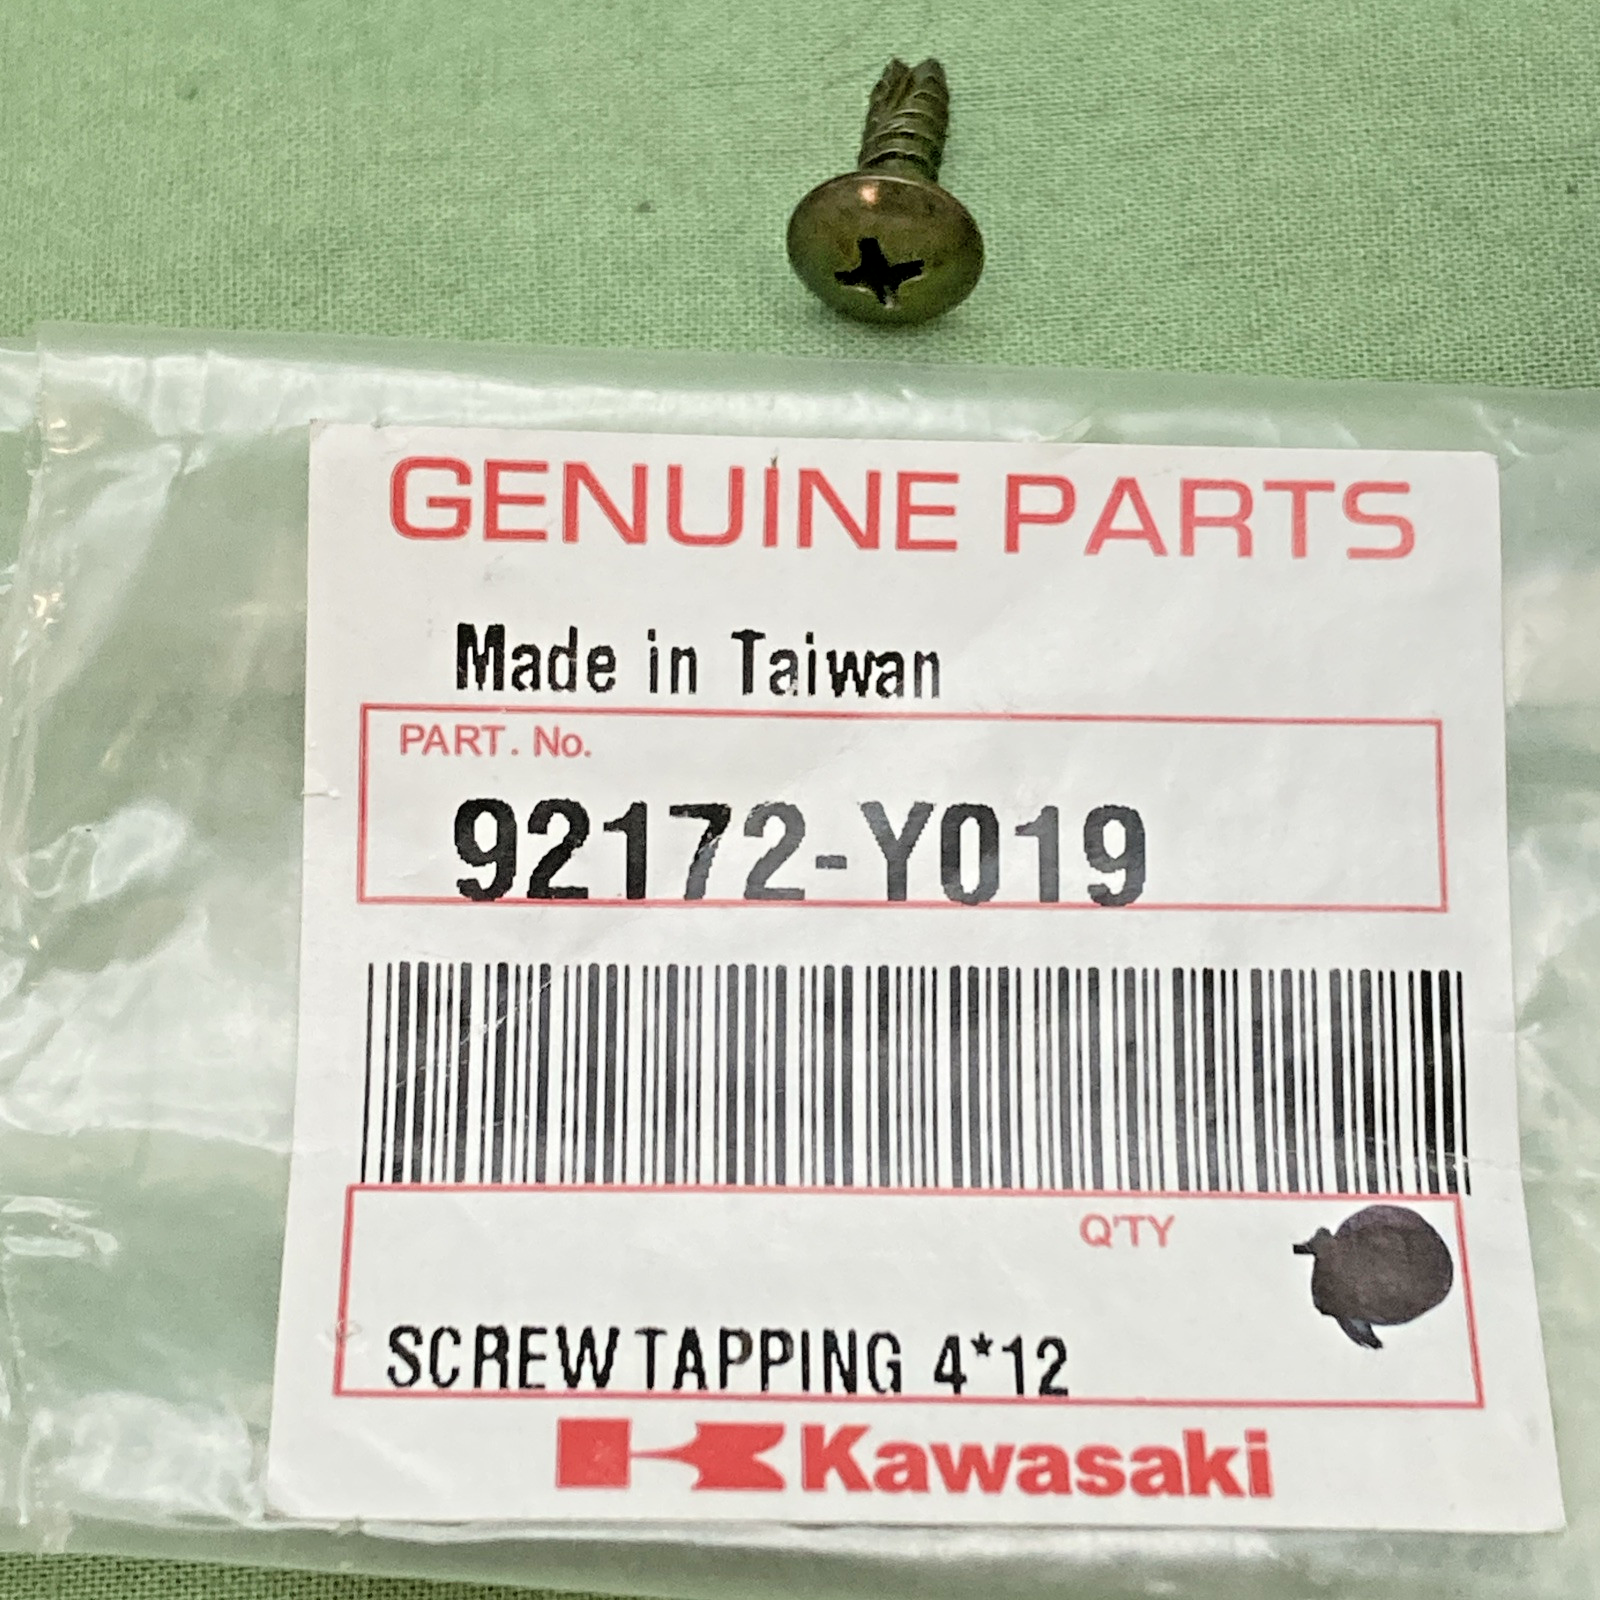 GENUINE PARTS
Made in Taiwan
PART. No.
92172-Y019
Q'TY
SCREW TAPPING 4*12
Kawasaki